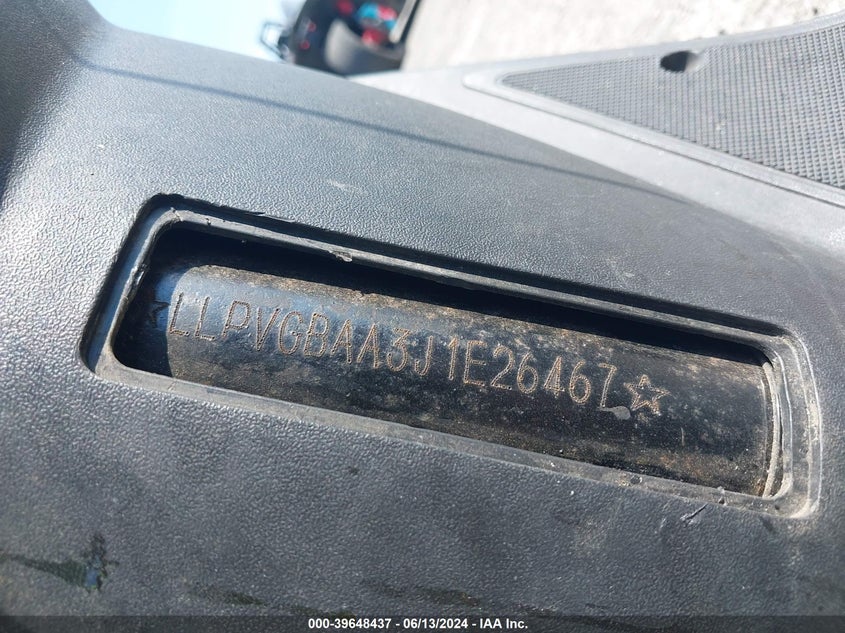 ☆LLPVGBAA3J1E26467☆
000-39648437 - 06/13/2024 - IAA Inc.